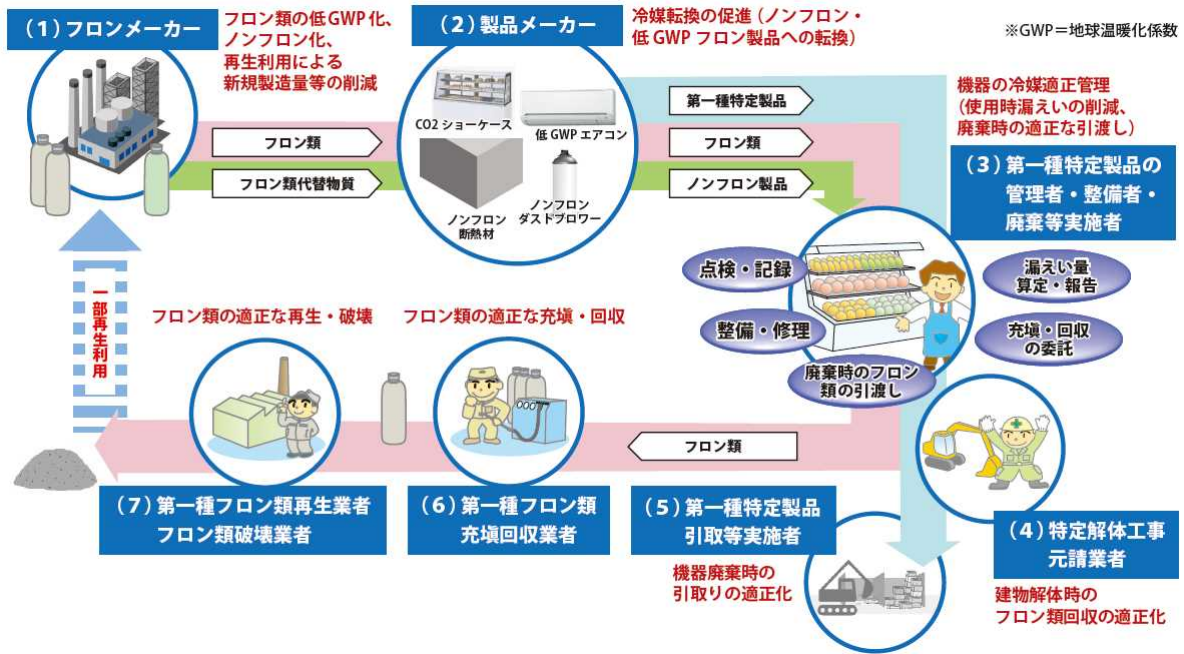 (1)フロンメーカー
フロン類の低GWP化、
ノンフロン化、
再生利用による
新規製造量等の削減
(2)製品メーカー
冷媒転換の促進(ノンフロン・
低GWPフロン製品への転換)
※GWP=地球温暖化係数
CO2ショーケース
低GWPエアコン
ノンフロン
断熱材
ノンフロン
ダストブロワー
フロン類
フロン類代替物質
第一種特定製品
フロン類
ノンフロン製品
機器の冷媒適正管理
(使用時漏えいの削減、
廃棄時の適正な引渡し)
(3)第一種特定製品の
管理者・整備者・
廃棄等実施者
点検・記録
整備・修理
廃棄時のフロン
類の引渡し
漏えい量
算定・報告
充塡・回収
の委託
一部再生利用
フロン類の適正な再生・破壊
フロン類の適正な充塡・回収
フロン類
(7)第一種フロン類再生業者
フロン類破壊業者
(6)第一種フロン類
充塡回収業者
(5)第一種特定製品
引取等実施者
機器廃棄時の
引取りの適正化
(4)特定解体工事
元請業者
建物解体時の
フロン類回収の適正化